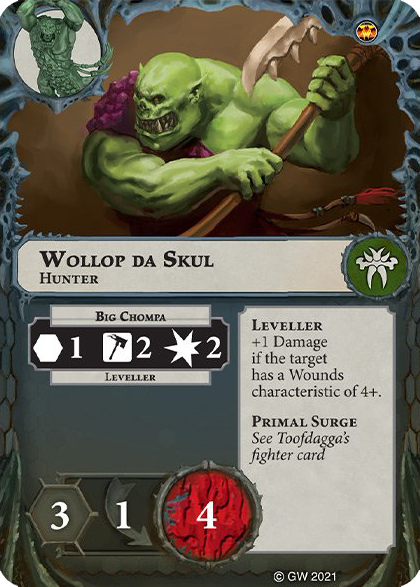 Wollop da Skul
Hunter
Big Chompa
1 2 2
Leveller
Leveller
+1 Damage
if the target
has a Wounds
characteristic of 4+.
Primal Surge
See Toofdagga's
fighter card
3 1 4
© GW 2021